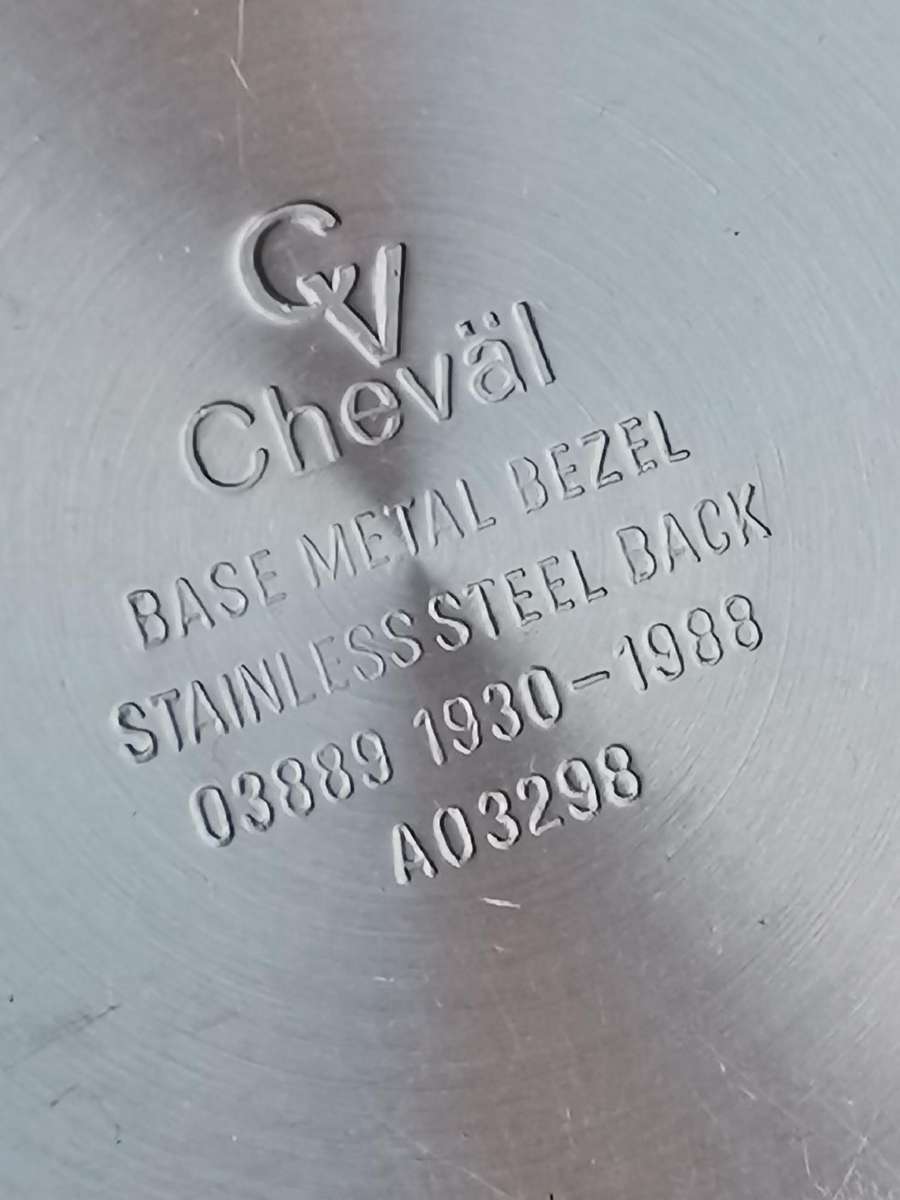 CV
Cheväl
BASE METAL BEZEL
STAINLESS STEEL BACK
03889 1930-1988
A03298